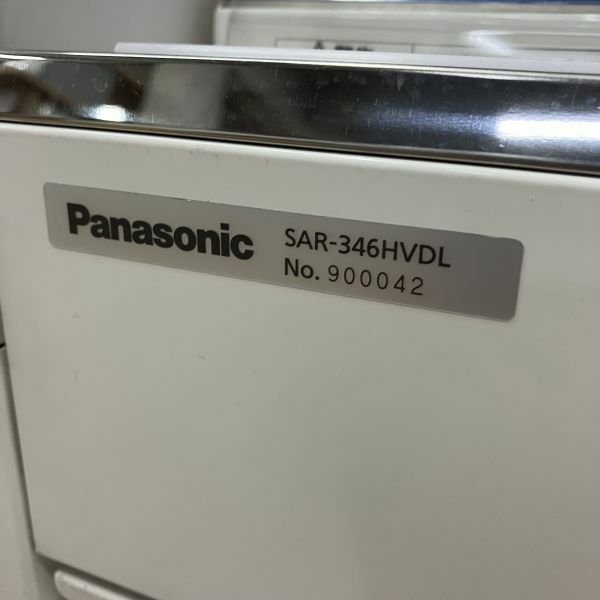 Panasonic
SAR-346HVDL
No. 900042